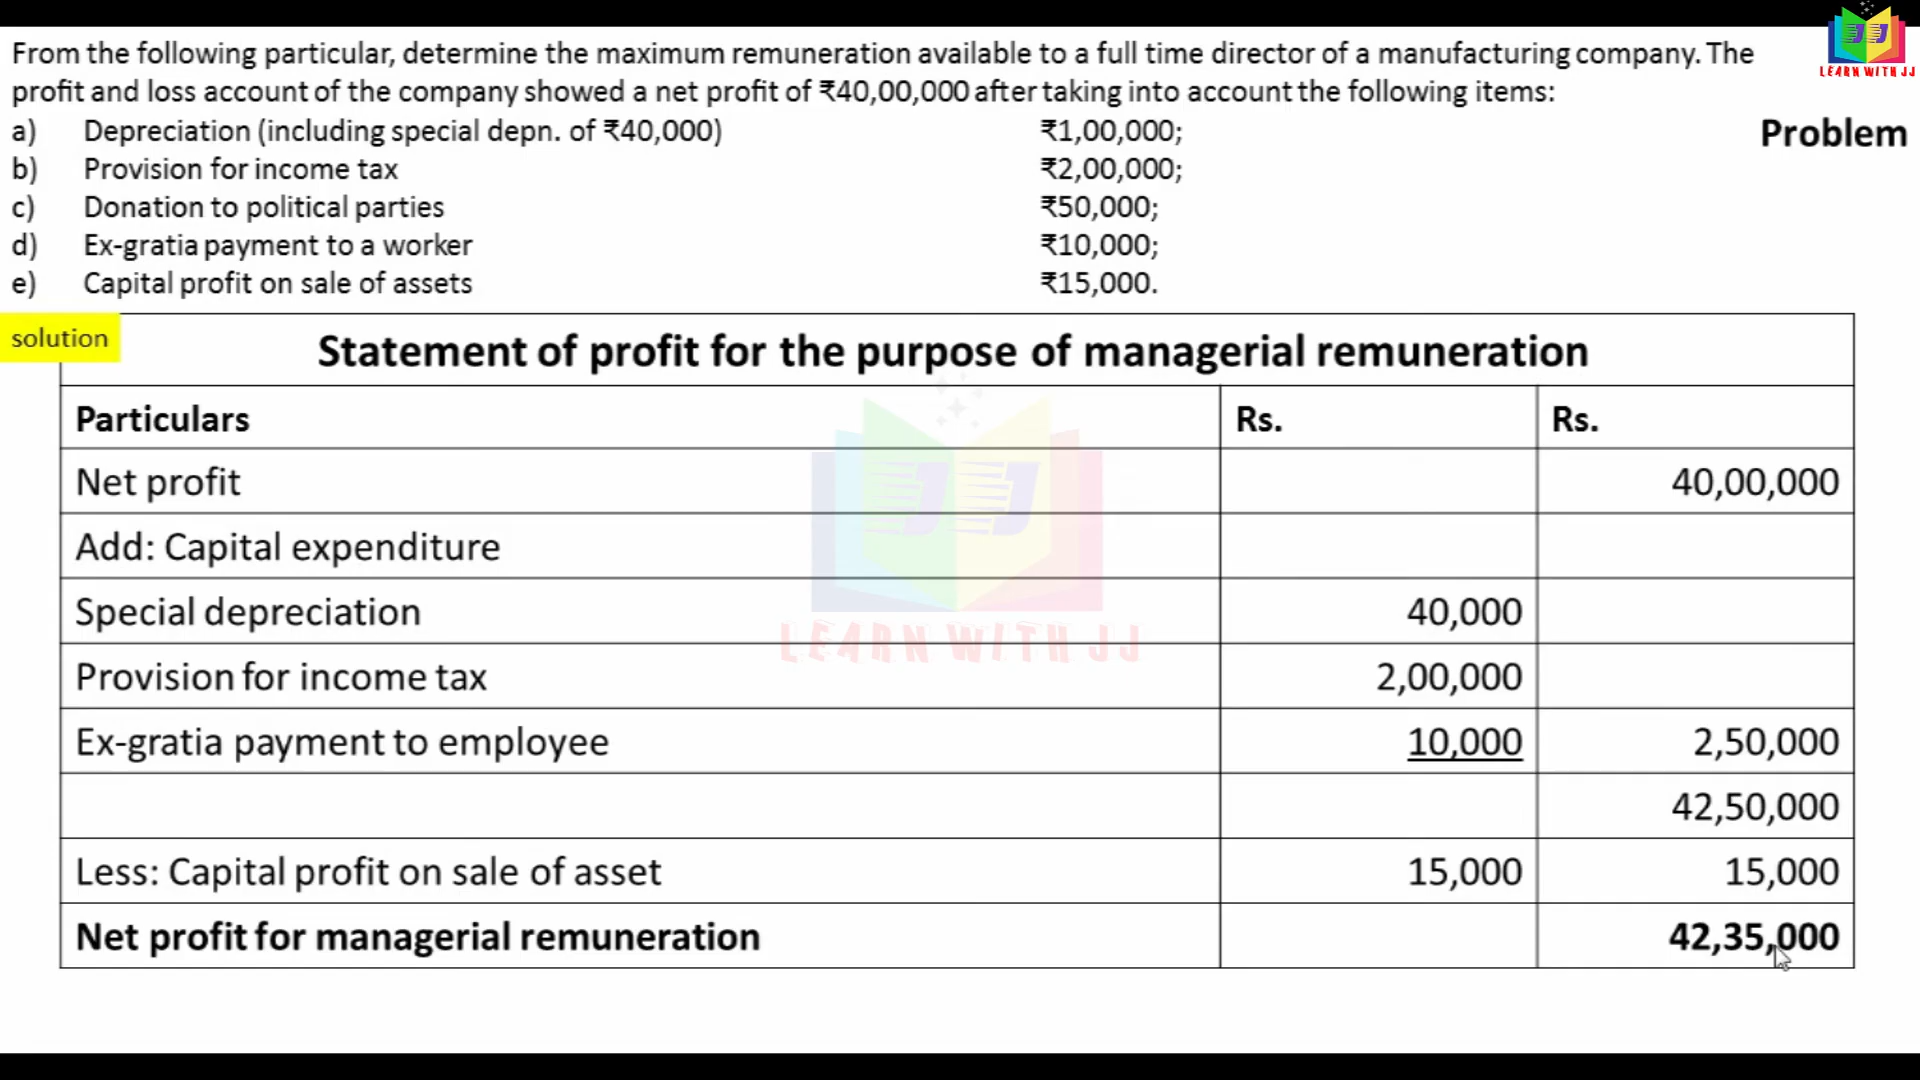 From the following particular, determine the maximum remuneration available to a full time director of a manufacturing company. The
profit and loss account of the company showed a net profit of ₹40,00,000 after taking into account the following items:
a) Depreciation (including special depn. of ₹40,000) ₹1,00,000;
b) Provision for income tax ₹2,00,000;
c) Donation to political parties ₹50,000;
d) Ex-gratia payment to a worker ₹10,000;
e) Capital profit on sale of assets ₹15,000.
JJ
LEARN WITH JJ
Problem
solution
Statement of profit for the purpose of managerial remuneration
Particulars Rs. Rs.
Net profit 40,00,000
Add: Capital expenditure
Special depreciation 40,000
Provision for income tax 2,00,000
Ex-gratia payment to employee 10,000 2,50,000
42,50,000
Less: Capital profit on sale of asset 15,000 15,000
Net profit for managerial remuneration 42,35,000
JJ
LEARN WITH JJ